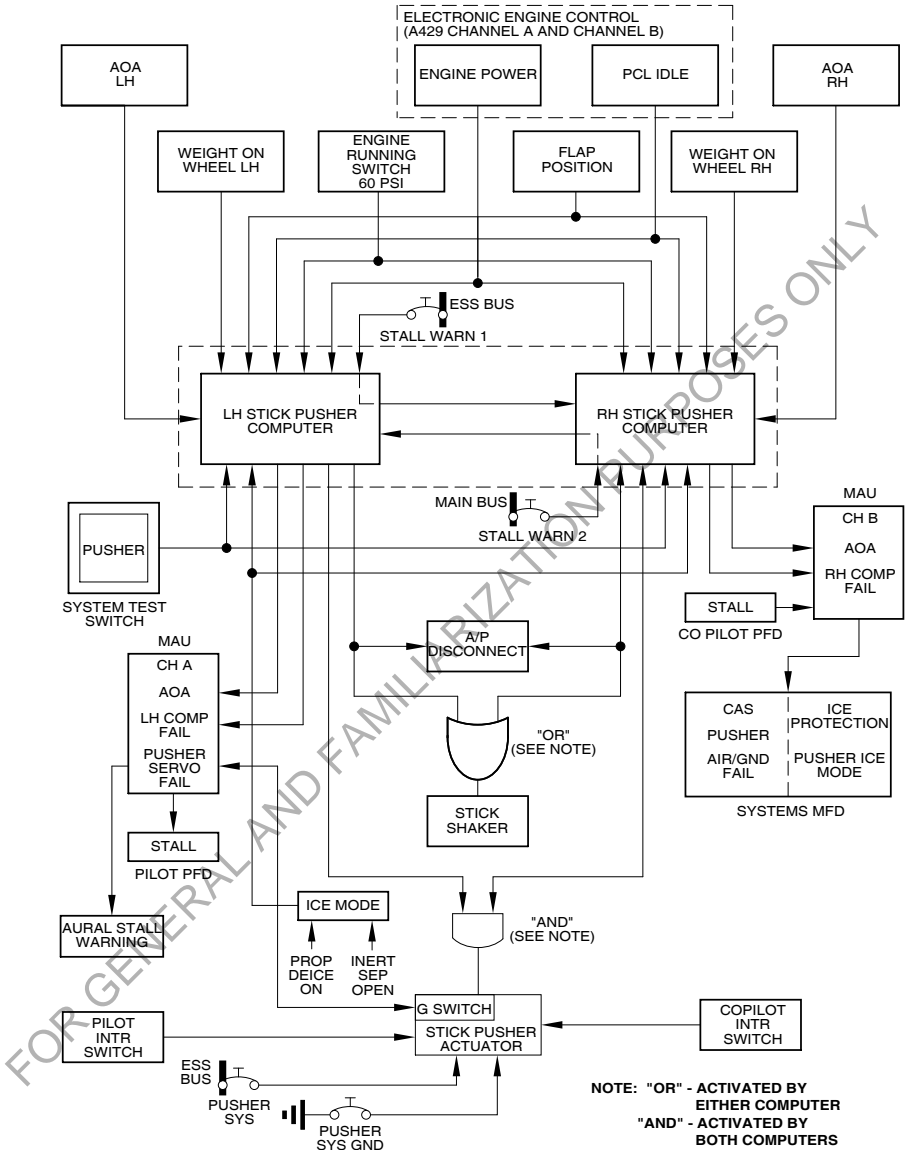 ELECTRONIC ENGINE CONTROL
(A429 CHANNEL A AND CHANNEL B)
AOA
LH
ENGINE POWER
PCL IDLE
AOA
RH
WEIGHT ON
WHEEL LH
ENGINE
RUNNING
SWITCH
60 PSI
FLAP
POSITION
WEIGHT ON
WHEEL RH
ESS BUS
STALL WARN 1
LH STICK PUSHER
COMPUTER
RH STICK PUSHER
COMPUTER
MAIN BUS
STALL WARN 2
PUSHER
SYSTEM TEST
SWITCH
MAU
CH B
AOA
RH COMP
FAIL
STALL
CO PILOT PFD
A/P
DISCONNECT
MAU
CH A
AOA
LH COMP
FAIL
PUSHER
SERVO
FAIL
"OR"
(SEE NOTE)
CAS
PUSHER
AIR/GND
FAIL
ICE
PROTECTION
PUSHER ICE
MODE
SYSTEMS MFD
STICK
SHAKER
STALL
PILOT PFD
ICE MODE
AURAL STALL
WARNING
PROP
DEICE
ON
INERT
SEP
OPEN
"AND"
(SEE NOTE)
G SWITCH
STICK PUSHER
ACTUATOR
PILOT
INTR
SWITCH
COPILOT
INTR
SWITCH
ESS
BUS
PUSHER
SYS
PUSHER
SYS GND
NOTE: "OR" - ACTIVATED BY
EITHER COMPUTER
"AND" - ACTIVATED BY
BOTH COMPUTERS
FOR GENERAL AND FAMILIARIZATION PURPOSES ONLY